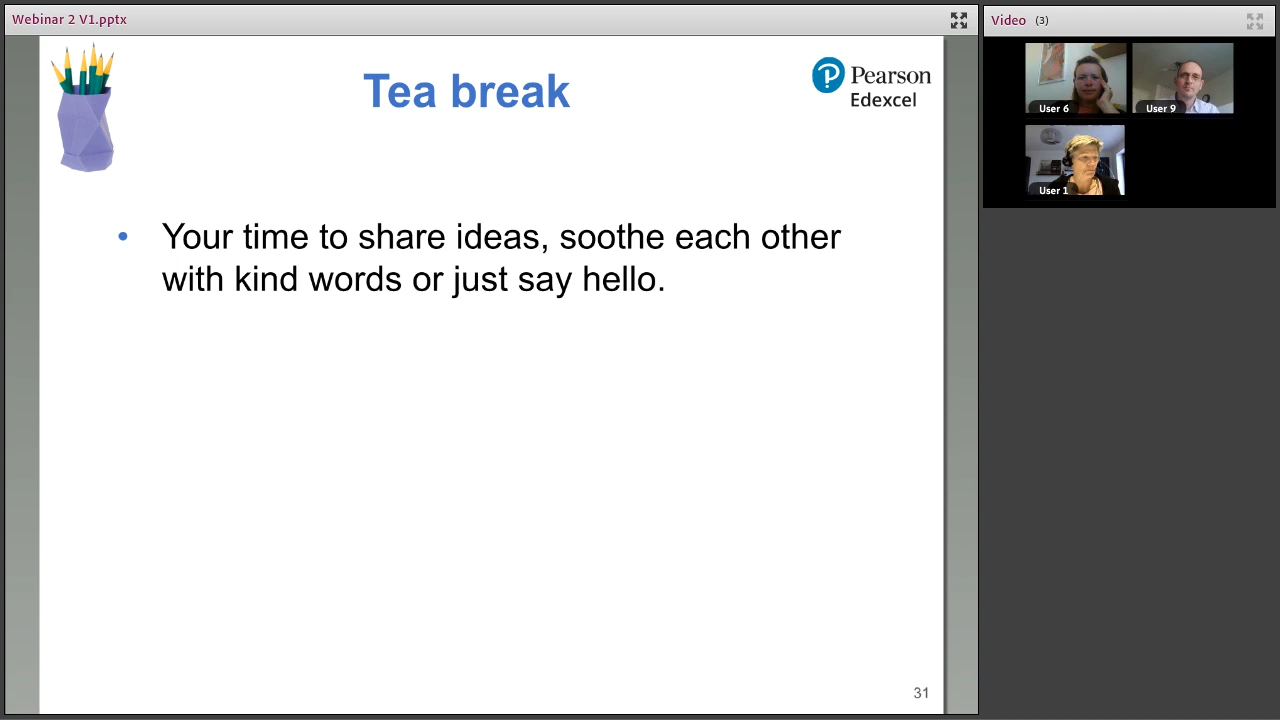 Webinar 2 V1.pptx
Video (3)
Tea break
Pearson
Edexcel
User 6
User 9
User 1
• Your time to share ideas, soothe each other
with kind words or just say hello.
31